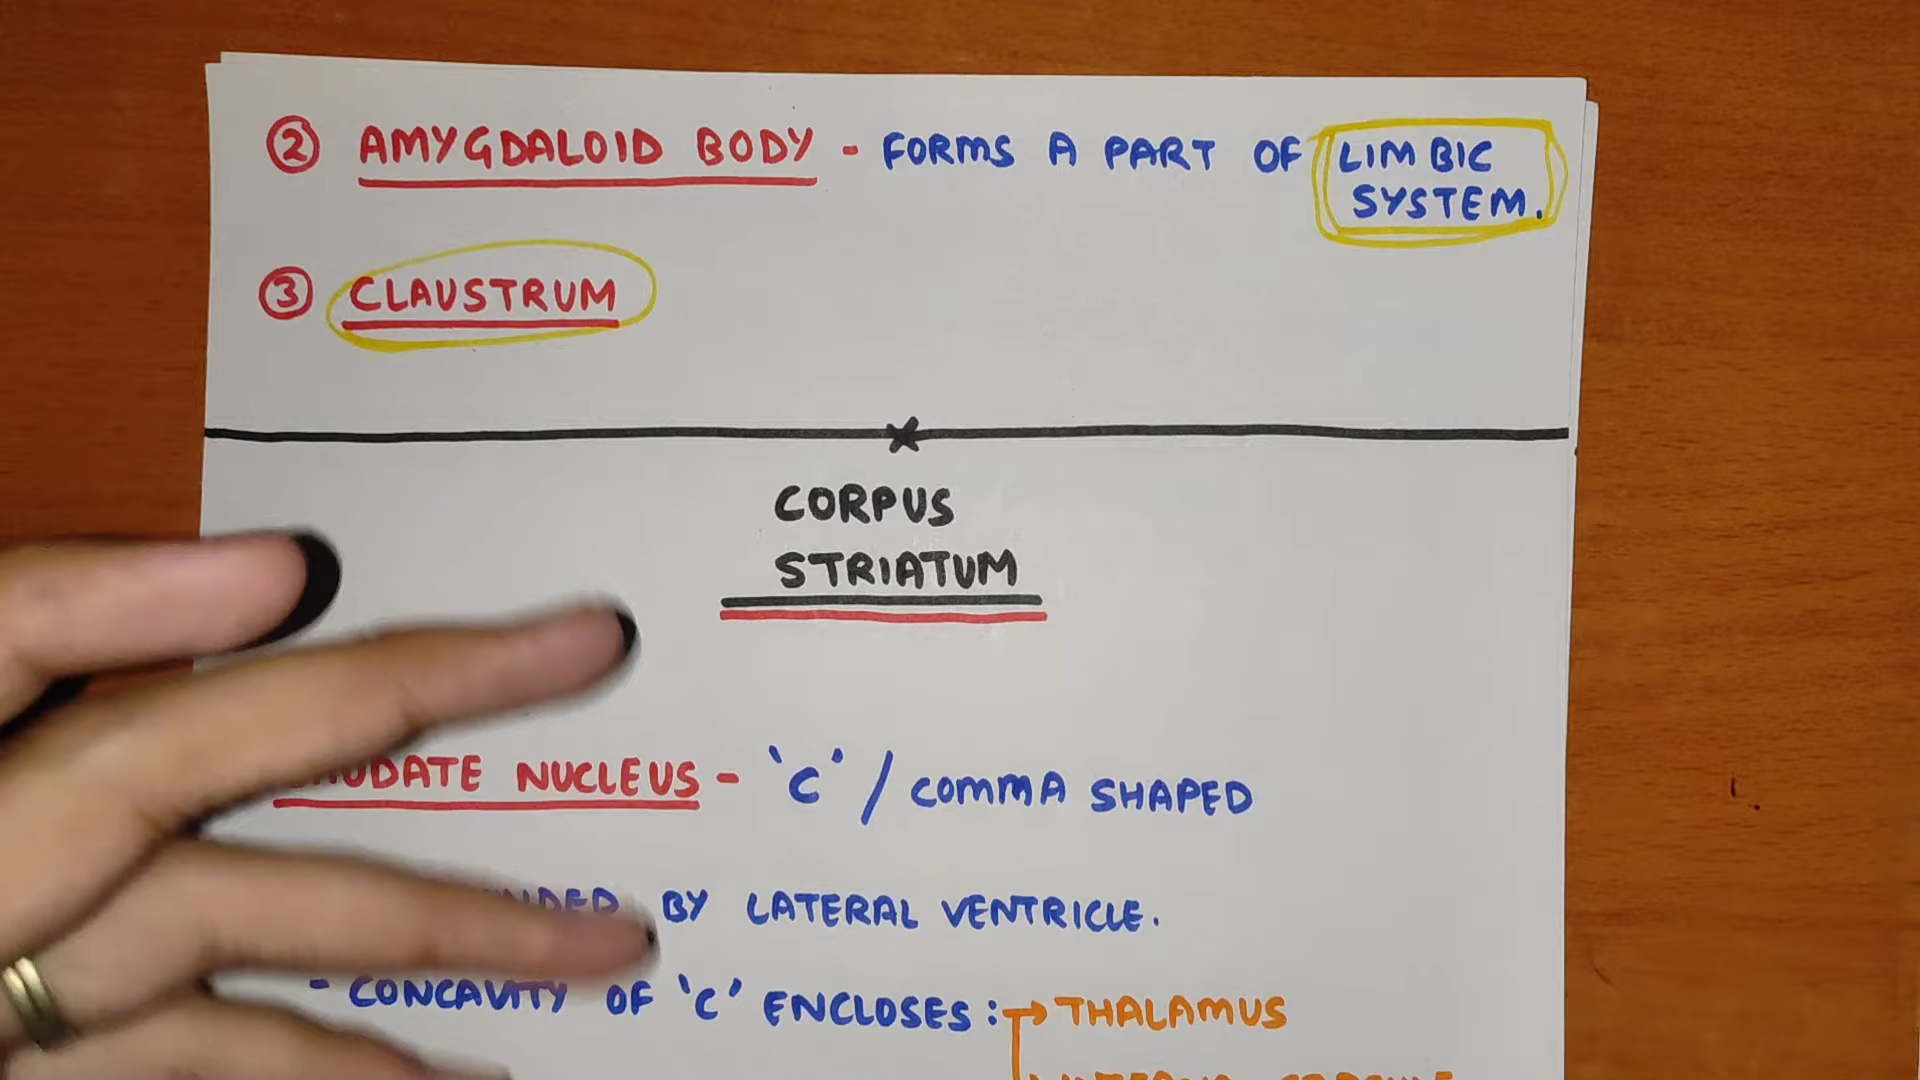 ② AMYGDALOID BODY - FORMS A PART OF LIMBIC
SYSTEM.
③ CLAUSTRUM
CORPUS
STRIATUM
NUCLEUS - 'C' / COMMA SHAPED
BY LATERAL VENTRICLE.
- CONCAVITY OF 'C' ENCLOSES : → THALAMUS